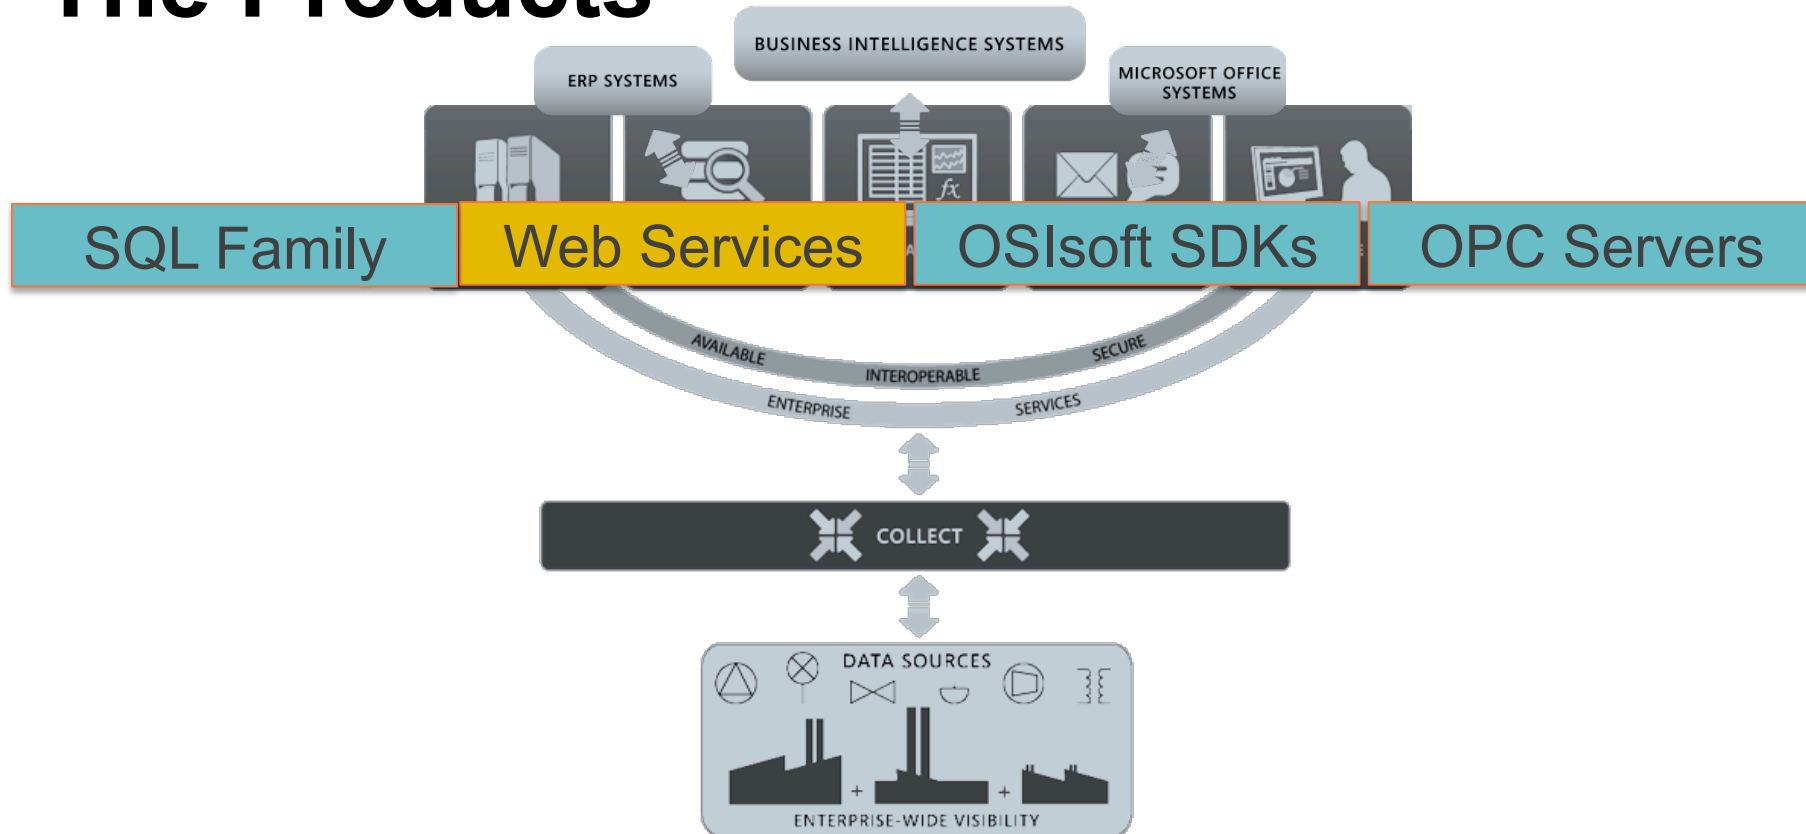 The Products
BUSINESS INTELLIGENCE SYSTEMS
ERP SYSTEMS
MICROSOFT OFFICE
SYSTEMS
fx
SQL Family
Web Services
OSIsoft SDKs
OPC Servers
AVAILABLE
INTEROPERABLE
SECURE
ENTERPRISE
SERVICES
COLLECT
DATA SOURCES
+
+
ENTERPRISE-WIDE VISIBILITY